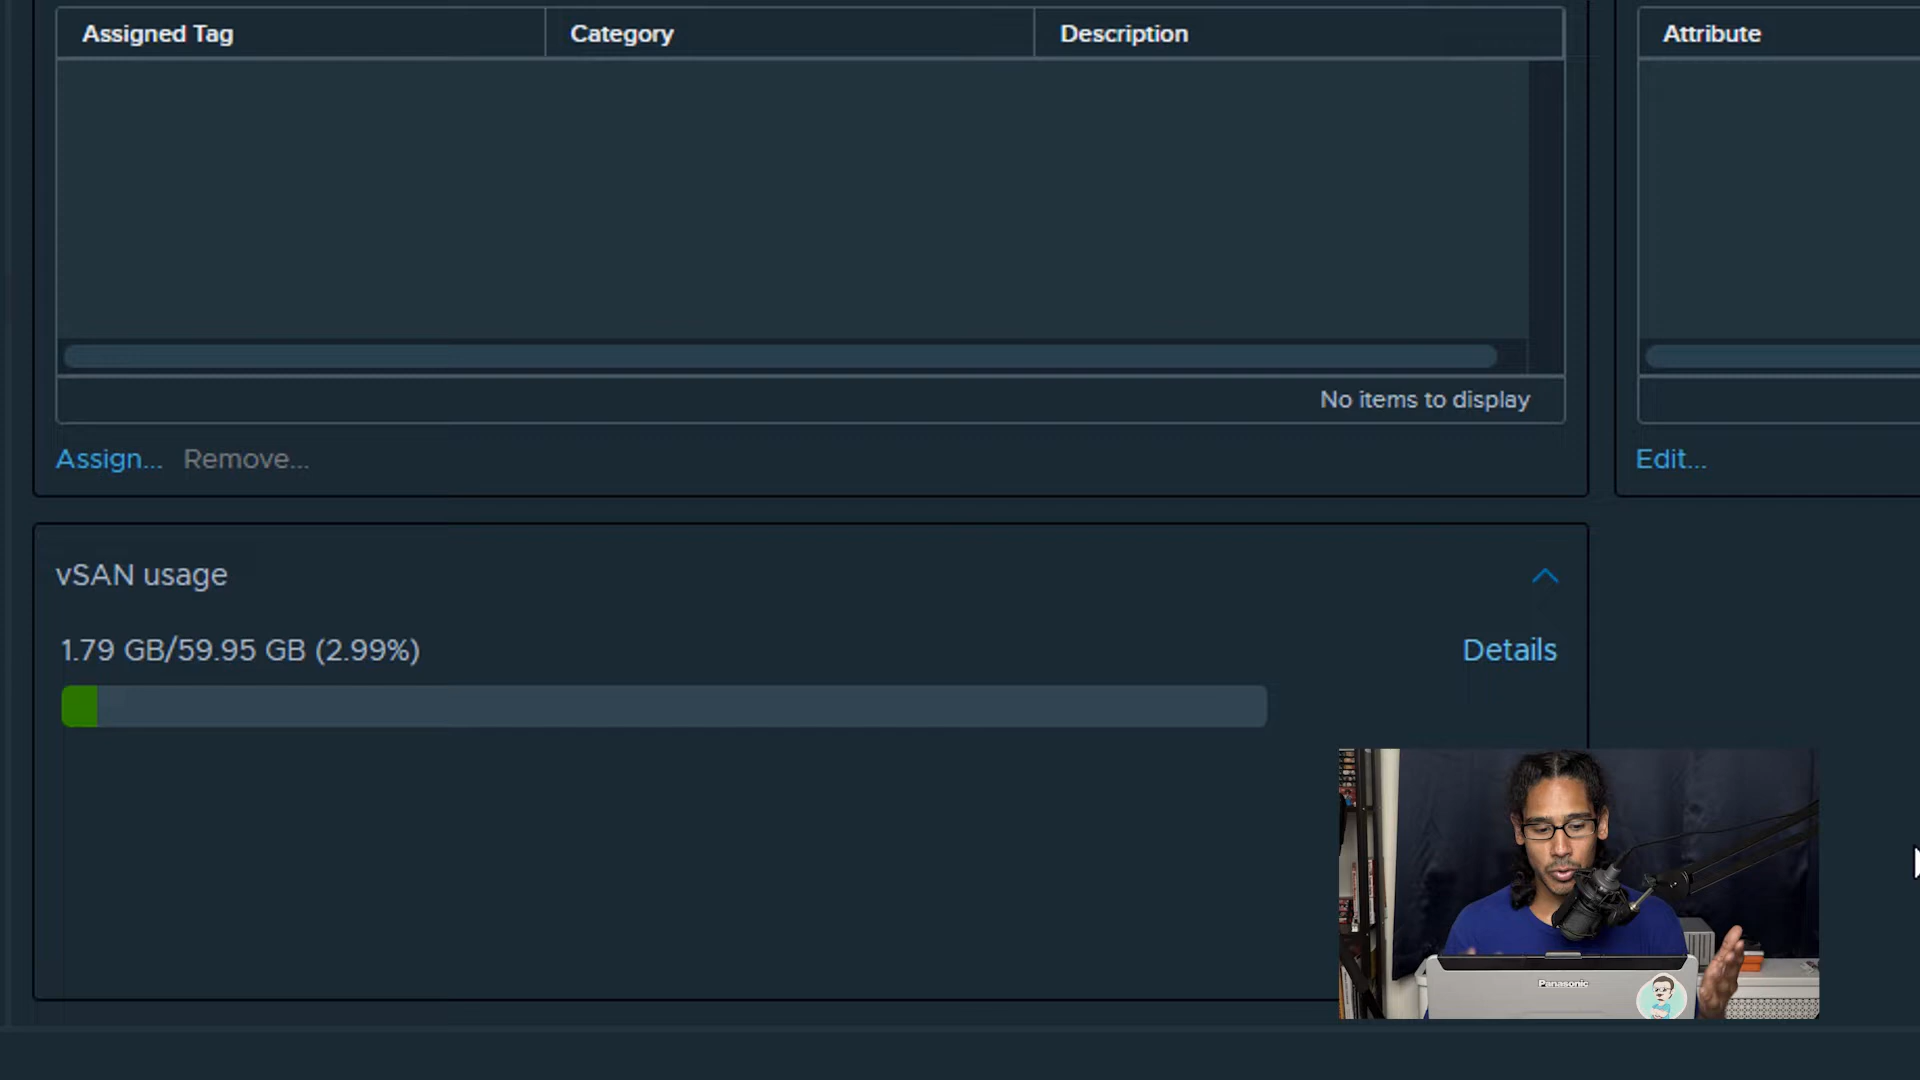 Assigned Tag
Category
Description
Attribute
No items to display
Assign...
Remove...
Edit...
vSAN usage
1.79 GB/59.95 GB (2.99%)
Details
Panasonic